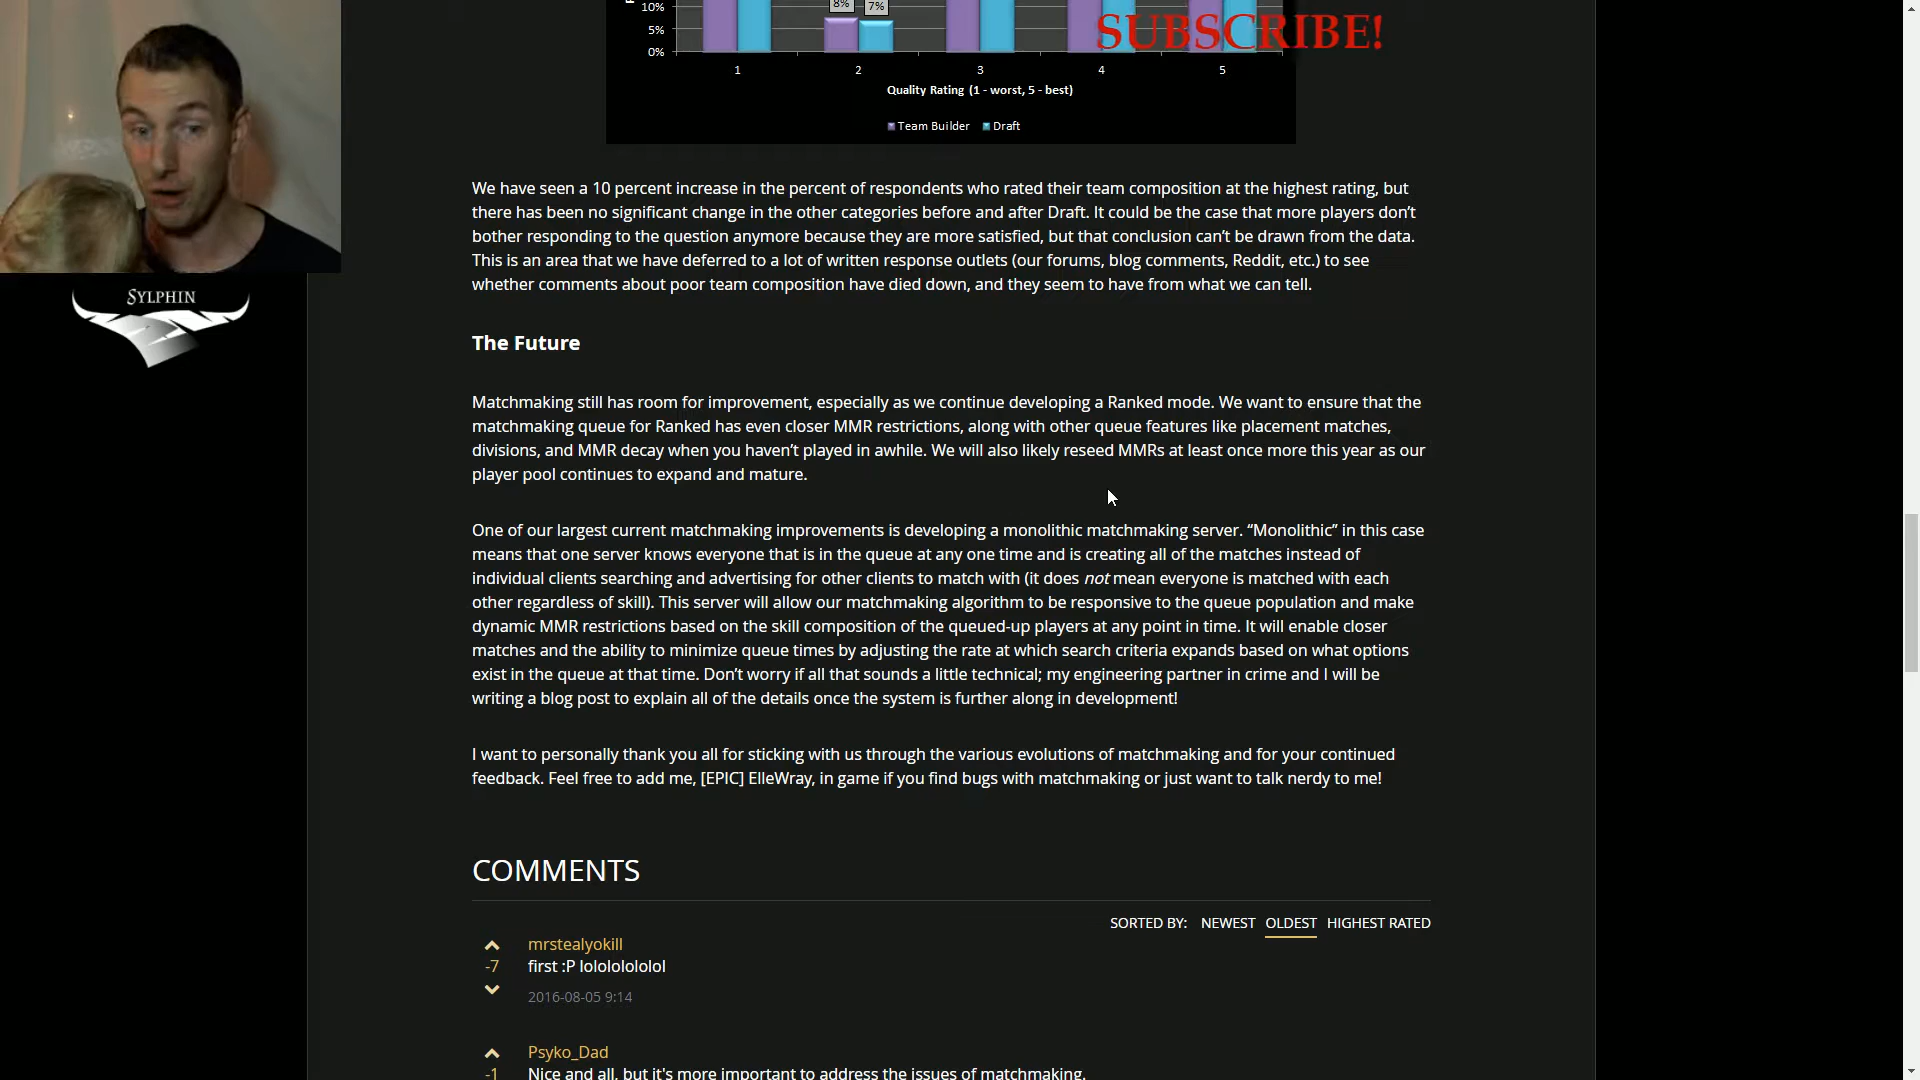 10%
5%
0%
8%
7%
SUBSCRIBE!
1
2
3
4
5
Quality Rating (1 - worst, 5 - best)
Team Builder
Draft
SYLPHIN
We have seen a 10 percent increase in the percent of respondents who rated their team composition at the highest rating, but
there has been no significant change in the other categories before and after Draft. It could be the case that more players don’t
bother responding to the question anymore because they are more satisfied, but that conclusion can’t be drawn from the data.
This is an area that we have deferred to a lot of written response outlets (our forums, blog comments, Reddit, etc.) to see
whether comments about poor team composition have died down, and they seem to have from what we can tell.
The Future
Matchmaking still has room for improvement, especially as we continue developing a Ranked mode. We want to ensure that the
matchmaking queue for Ranked has even closer MMR restrictions, along with other queue features like placement matches,
divisions, and MMR decay when you haven’t played in awhile. We will also likely reseed MMRs at least once more this year as our
player pool continues to expand and mature.
One of our largest current matchmaking improvements is developing a monolithic matchmaking server. “Monolithic” in this case
means that one server knows everyone that is in the queue at any one time and is creating all of the matches instead of
individual clients searching and advertising for other clients to match with (it does not mean everyone is matched with each
other regardless of skill). This server will allow our matchmaking algorithm to be responsive to the queue population and make
dynamic MMR restrictions based on the skill composition of the queued-up players at any point in time. It will enable closer
matches and the ability to minimize queue times by adjusting the rate at which search criteria expands based on what options
exist in the queue at that time. Don’t worry if all that sounds a little technical; my engineering partner in crime and I will be
writing a blog post to explain all of the details once the system is further along in development!
I want to personally thank you all for sticking with us through the various evolutions of matchmaking and for your continued
feedback. Feel free to add me, [EPIC] ElleWray, in game if you find bugs with matchmaking or just want to talk nerdy to me!
COMMENTS
SORTED BY: NEWEST OLDEST HIGHEST RATED
mrstealyokill
-7
first :P lolololololol
2016-08-05 9:14
Psyko_Dad
-1
Nice and all, but it's more important to address the issues of matchmaking.